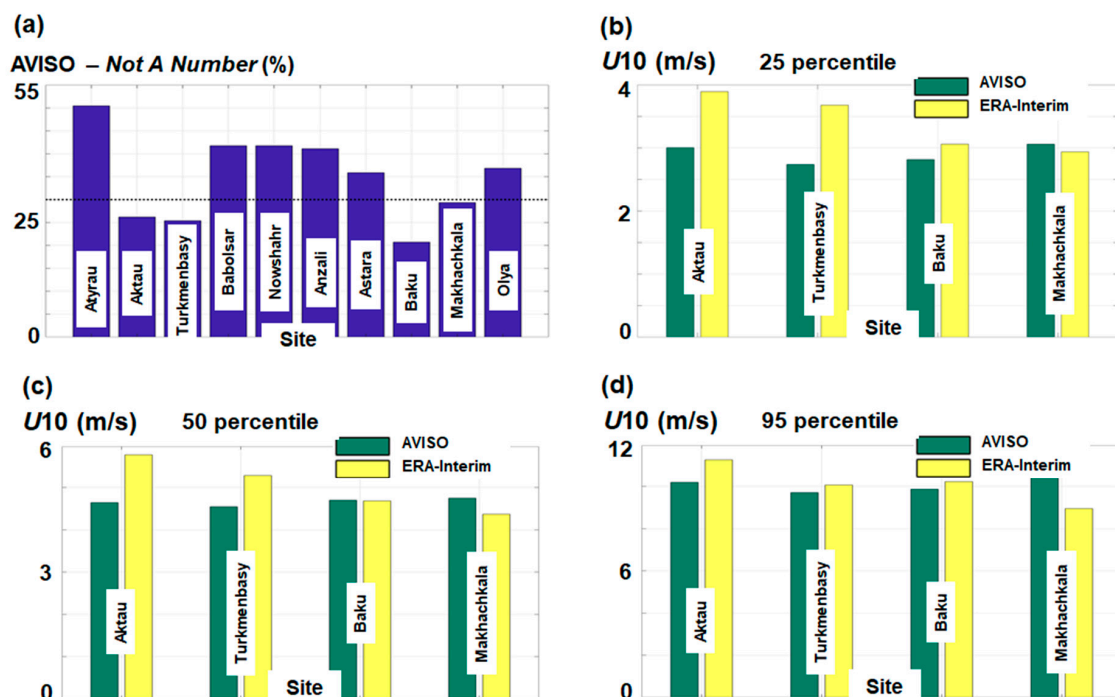 (a)
AVISO – Not A Number (%)
55
25
0
Atyrau
Aktau
Turkmenbasy
Babolsar
Nowshahr
Anzali
Astara
Baku
Makhachkala
Olya
Site
(b)
U10 (m/s) 25 percentile
AVISO
ERA-Interim
4
2
0
Aktau
Turkmenbasy
Baku
Makhachkala
Site
(c)
U10 (m/s) 50 percentile
AVISO
ERA-Interim
6
3
0
Aktau
Turkmenbasy
Baku
Makhachkala
Site
(d)
U10 (m/s) 95 percentile
AVISO
ERA-Interim
12
6
0
Aktau
Turkmenbasy
Baku
Makhachkala
Site